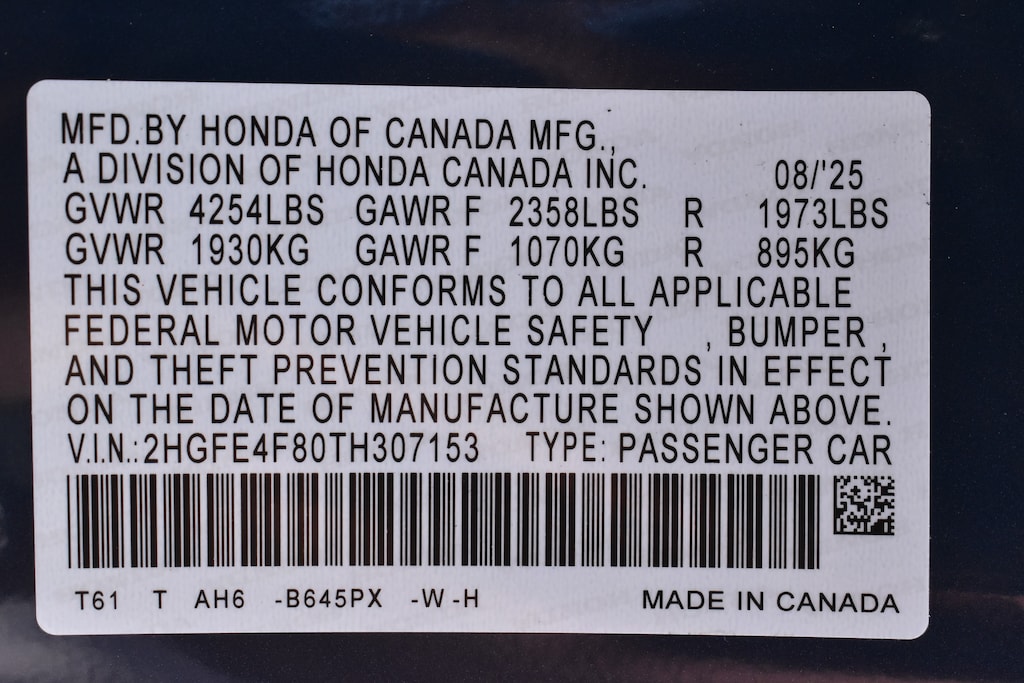 MFD.BY HONDA OF CANADA MFG.,
A DIVISION OF HONDA CANADA INC. 08/'25
GVWR 4254LBS GAWR F 2358LBS R 1973LBS
GVWR 1930KG GAWR F 1070KG R 895KG
THIS VEHICLE CONFORMS TO ALL APPLICABLE
FEDERAL MOTOR VEHICLE SAFETY , BUMPER ,
AND THEFT PREVENTION STANDARDS IN EFFECT
ON THE DATE OF MANUFACTURE SHOWN ABOVE.
V.I.N.:2HGFE4F80TH307153 TYPE: PASSENGER CAR
T61 T AH6 -B645PX -W -H MADE IN CANADA